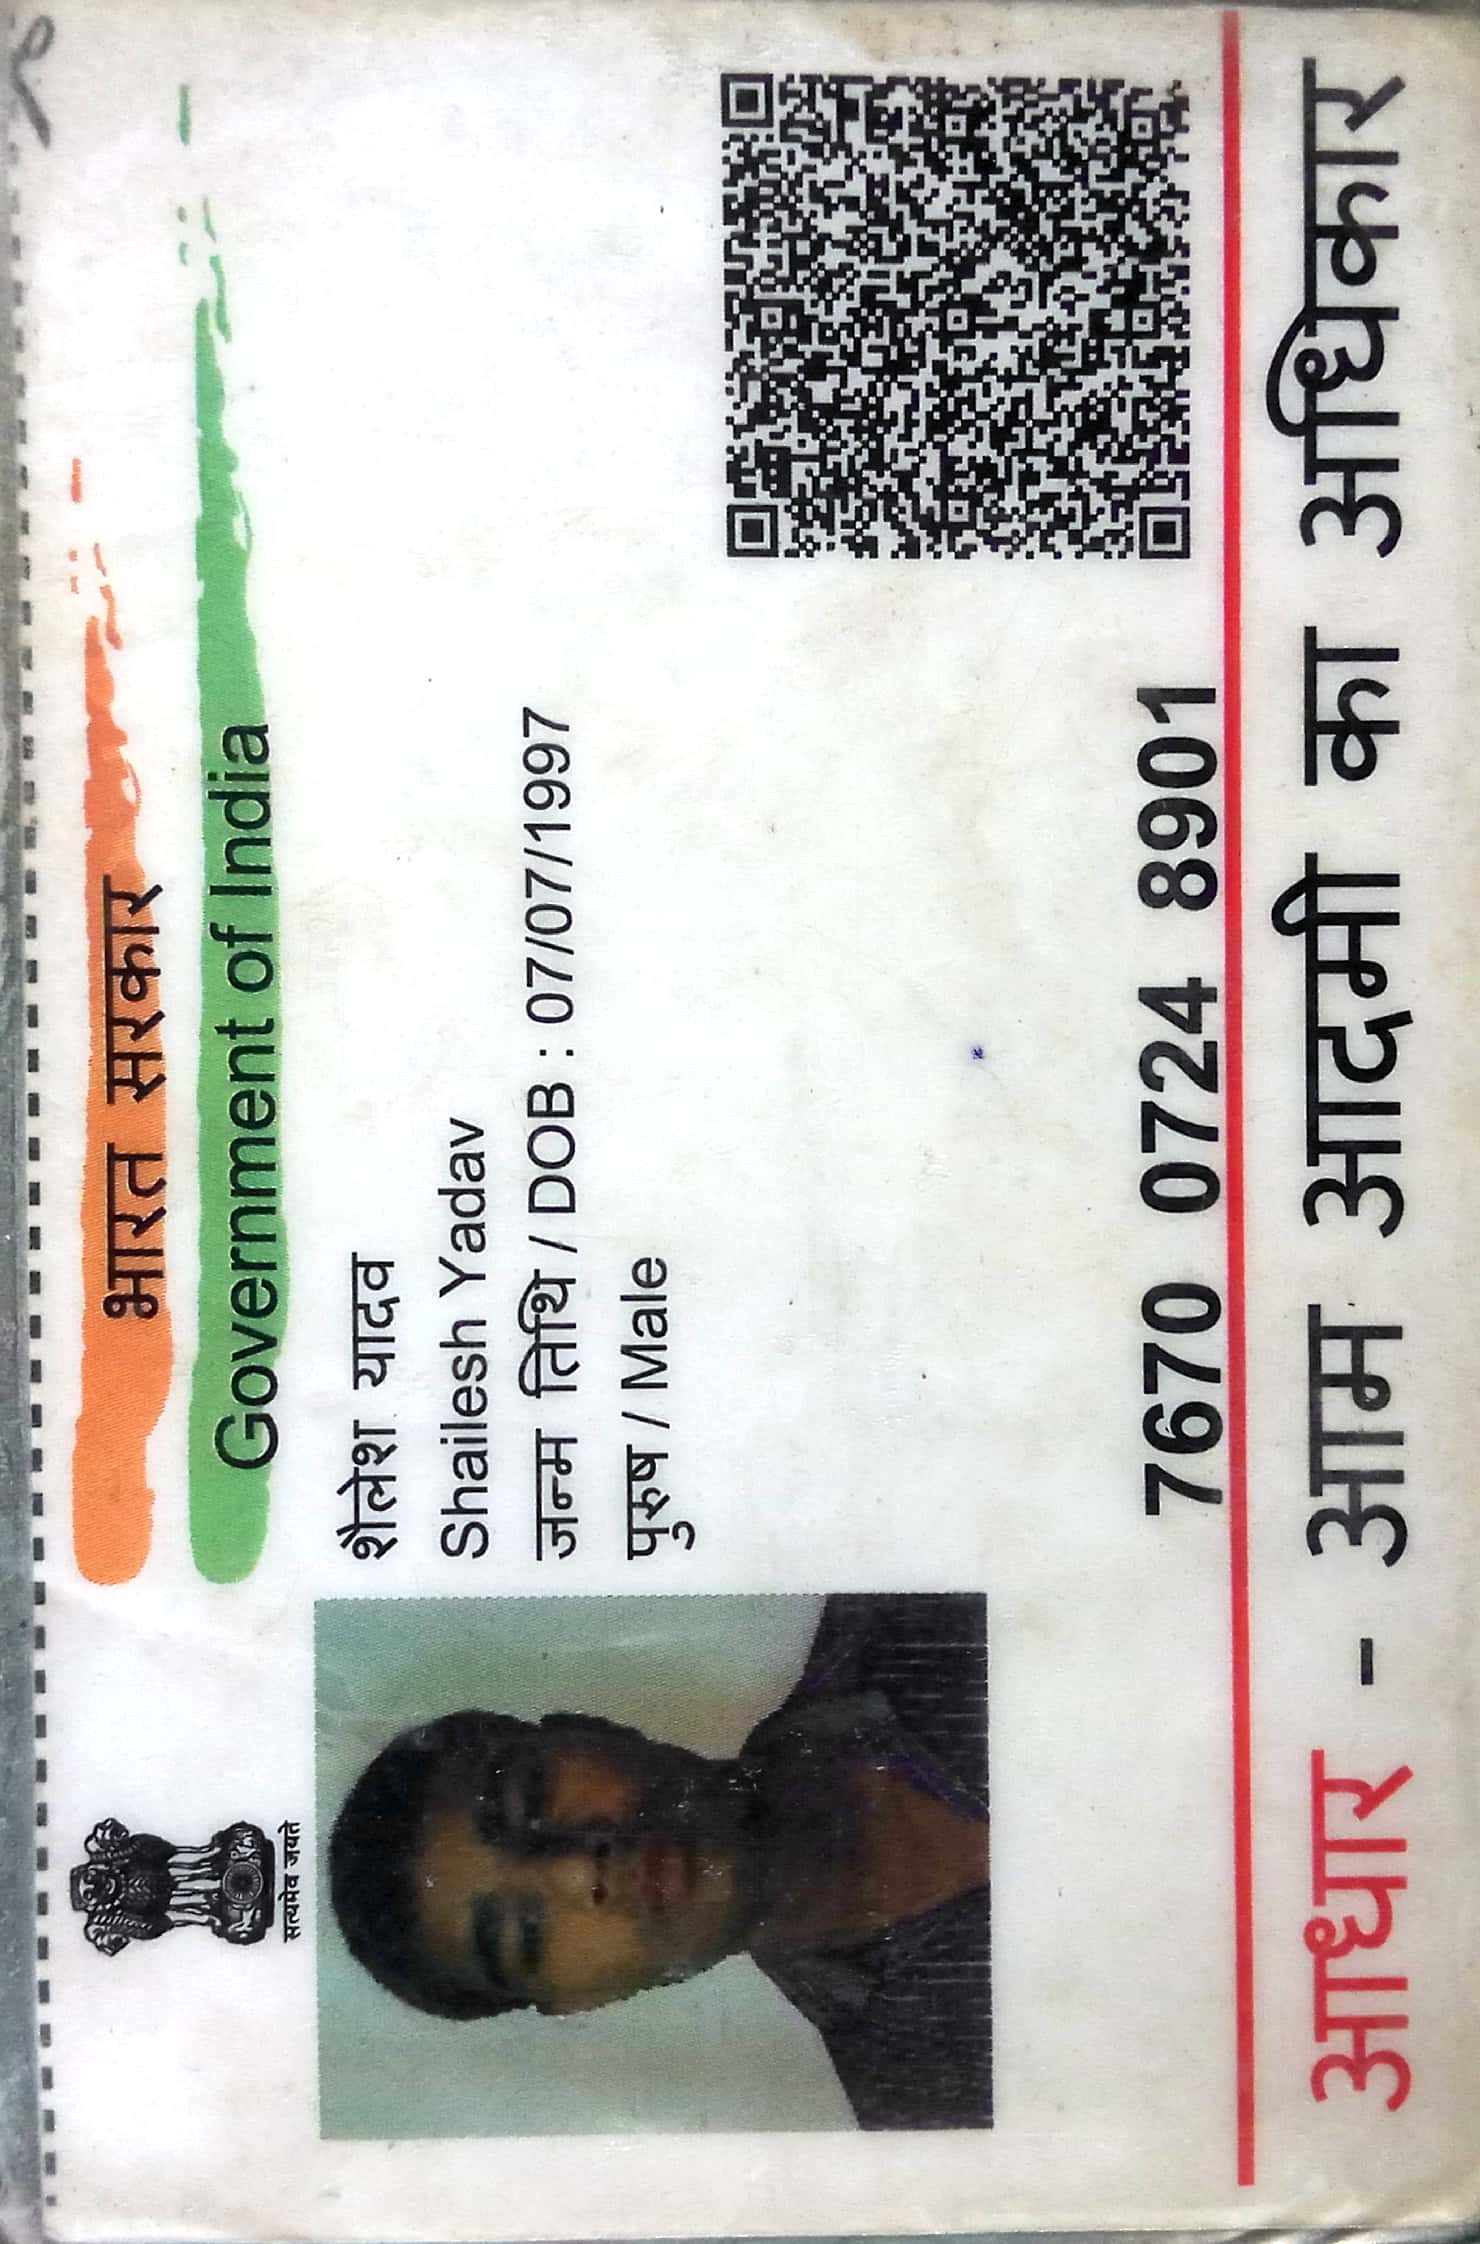 भारत सरकार
Government of India
सत्यमेव जयते
शैलेश यादव
Shailesh Yadav
जन्म तिथि / DOB : 07/07/1997
पुरुष / Male
7670 0724 8901
आधार - आम आदमी का अधिकार